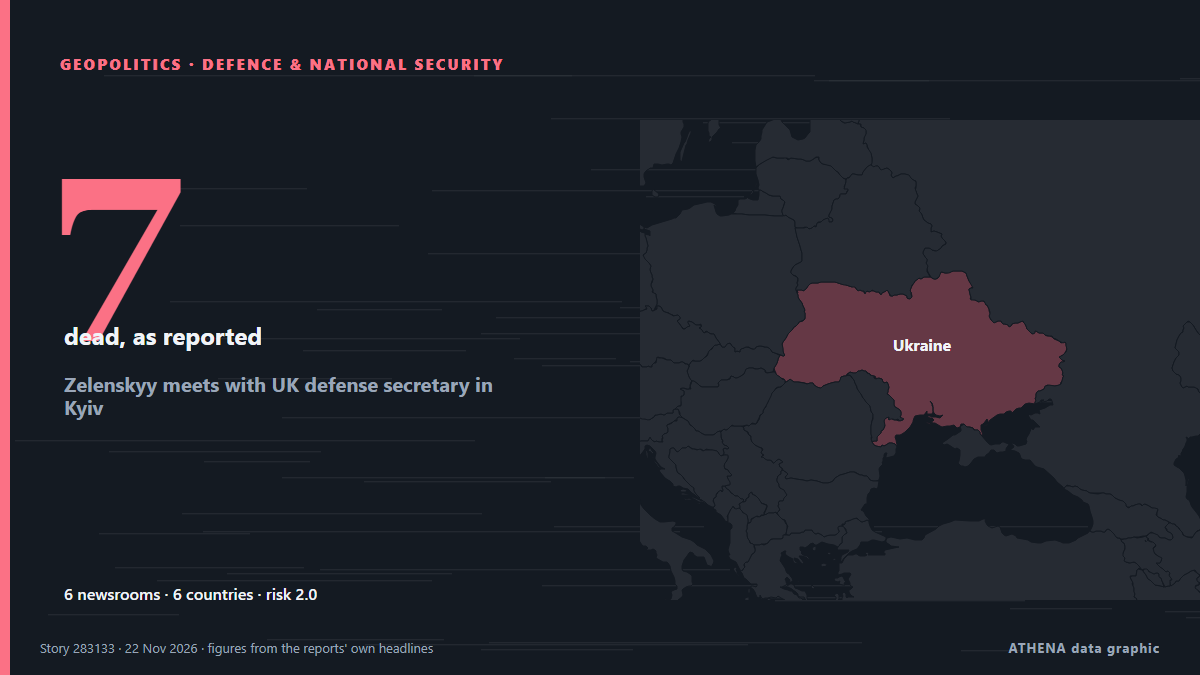 GEOPOLITICS · DEFENCE & NATIONAL SECURITY
7
dead, as reported
Zelenskyy meets with UK defense secretary in
Kyiv
Ukraine
6 newsrooms · 6 countries · risk 2.0
Story 283133 · 22 Nov 2026 · figures from the reports' own headlines
ATHENA data graphic